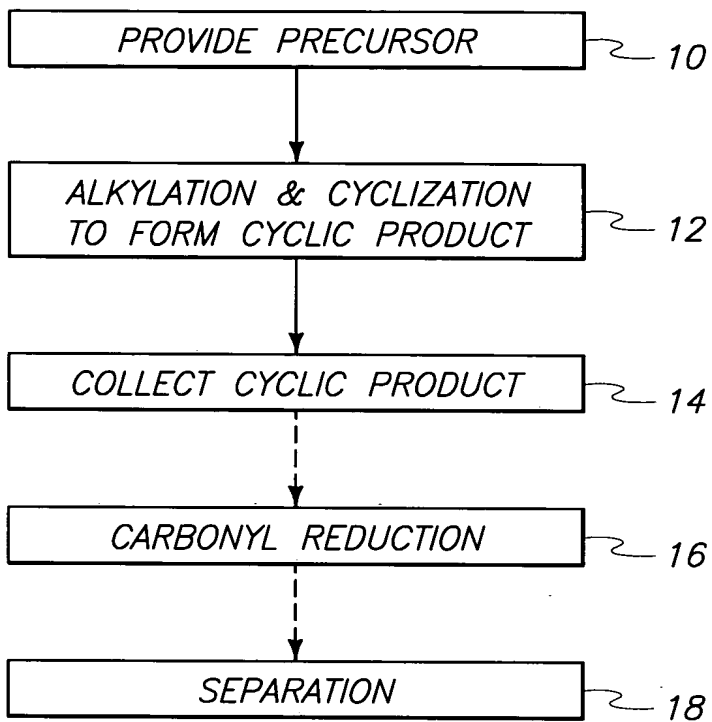 PROVIDE PRECURSOR
10
ALKYLATION & CYCLIZATION
TO FORM CYCLIC PRODUCT
12
COLLECT CYCLIC PRODUCT
14
CARBONYL REDUCTION
16
SEPARATION
18